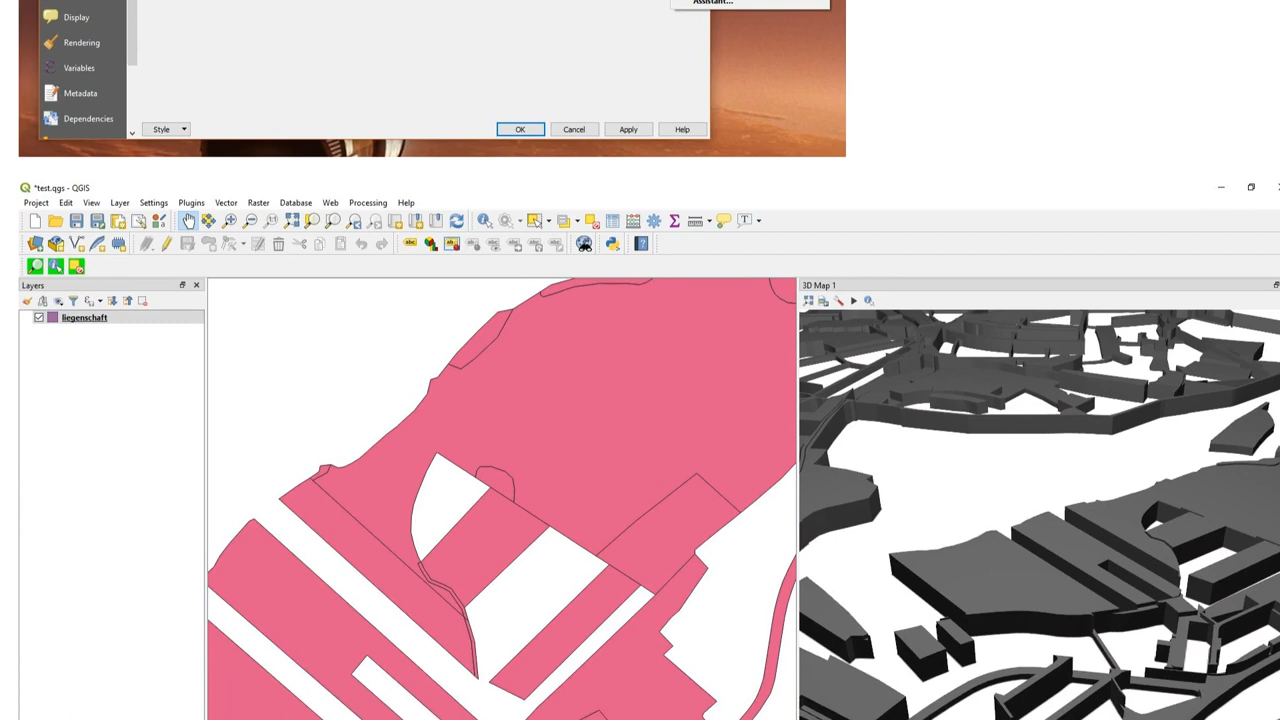 Assistant...
Display
Rendering
Variables
Metadata
Dependencies
Style
OK
Cancel
Apply
Help
*test.qgs - QGIS
Project Edit View Layer Settings Plugins Vector Raster Database Web Processing Help
Layers
liegenschaft
3D Map 1